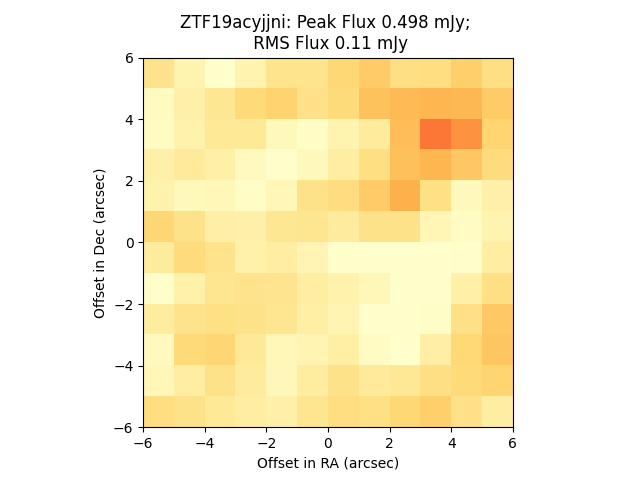 ZTF19acyjjni: Peak Flux 0.498 mJy;
RMS Flux 0.11 mJy
6
4
2
0
−2
−4
−6
Offset in Dec (arcsec)
−6 −4 −2 0 2 4 6
Offset in RA (arcsec)